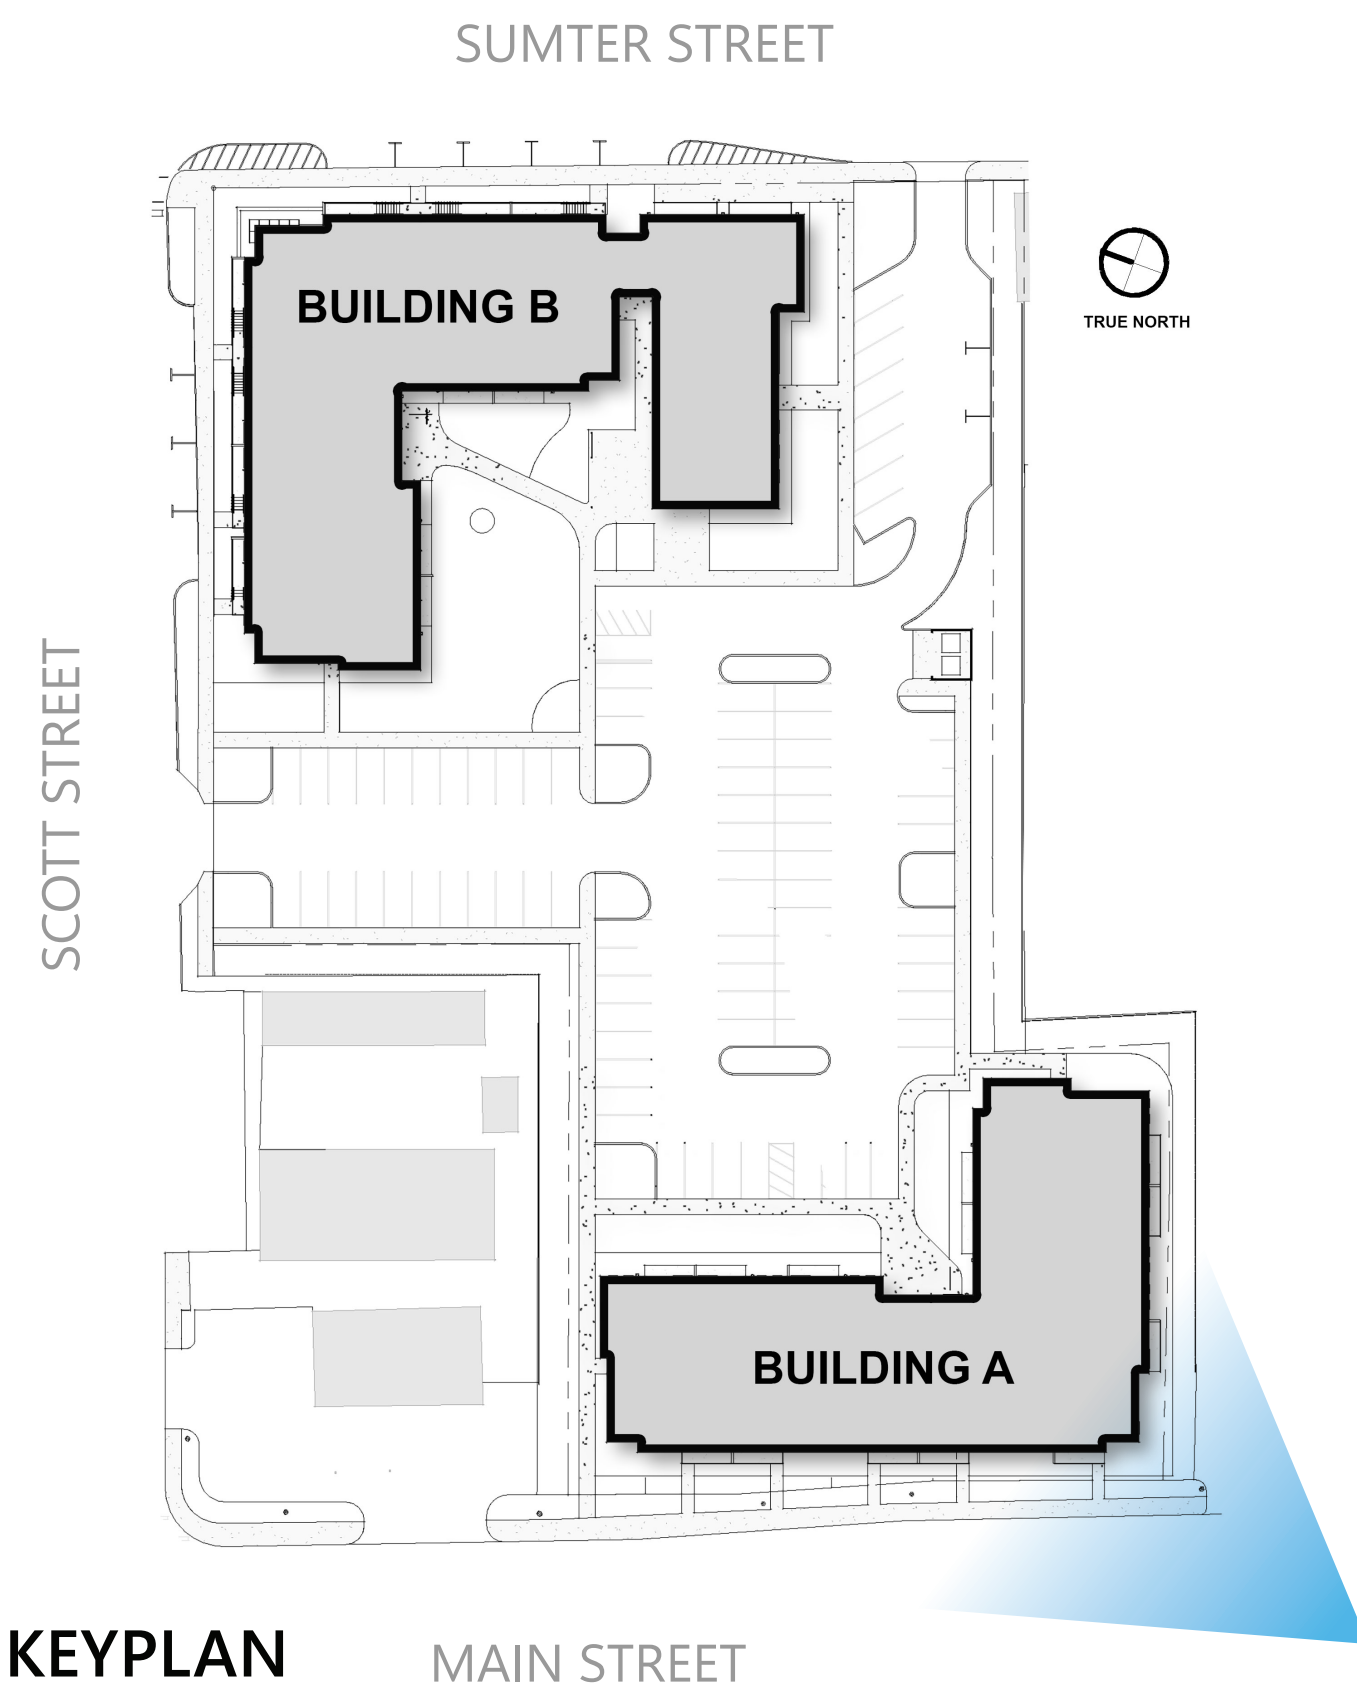 SUMTER STREET
BUILDING B
TRUE NORTH
SCOTT STREET
BUILDING A
KEYPLAN
MAIN STREET